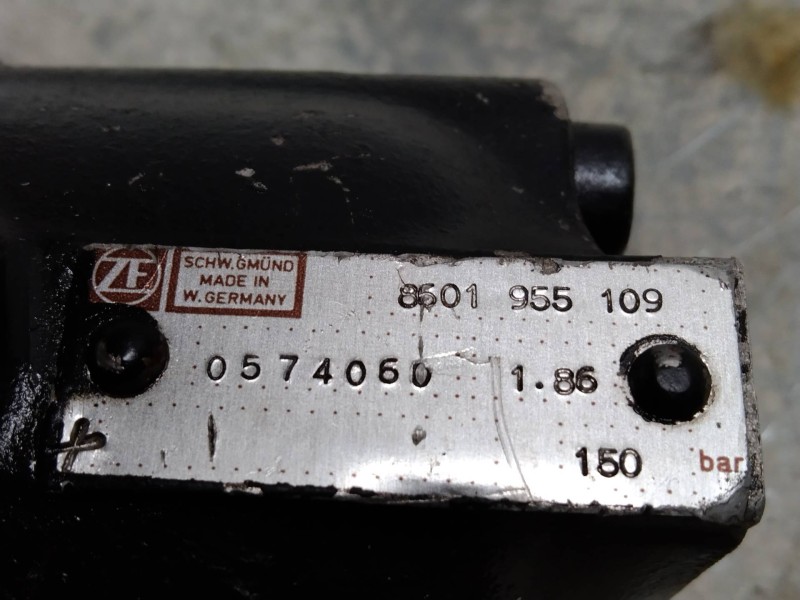 ZF
SCHW.GMÜND
MADE IN
W. GERMANY
8601 955 109
0574060 1.86
150 bar